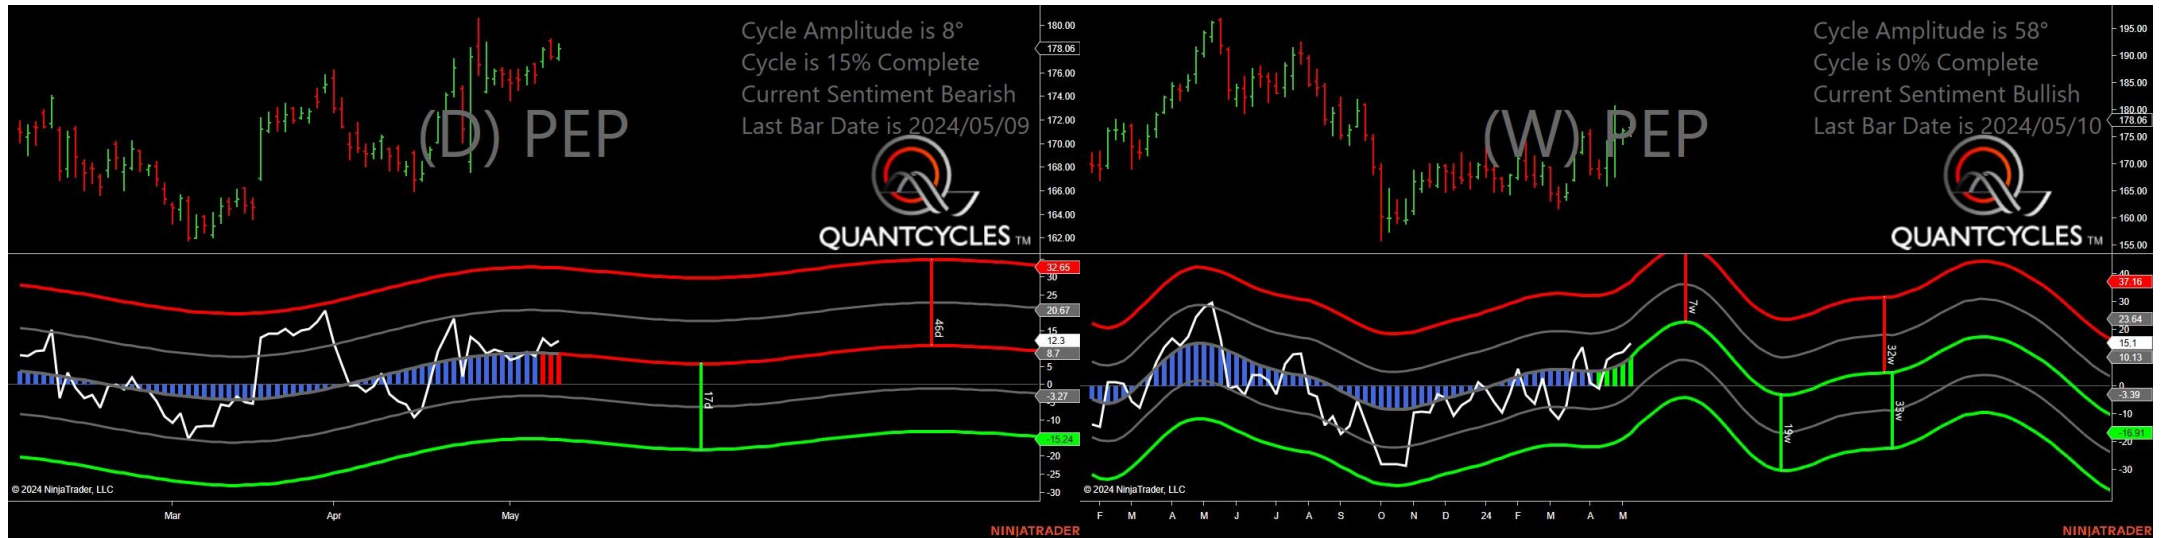 Cycle Amplitude is 8°
Cycle is 15% Complete
Current Sentiment Bearish
Last Bar Date is 2024/05/09
(D) PEP
QUANTCYCLES TM
180.00
178.06
176.00
174.00
172.00
170.00
168.00
166.00
164.00
162.00
32.65
30
25
20.67
15
12.3
8.7
5
0
-3.27
-10
-15.24
-20
-25
-30
46d
17d
© 2024 NinjaTrader, LLC
Mar Apr May
NINJATRADER
Cycle Amplitude is 58°
Cycle is 0% Complete
Current Sentiment Bullish
Last Bar Date is 2024/05/10
(W) PEP
QUANTCYCLES TM
195.00
190.00
185.00
180.00
178.06
175.00
170.00
165.00
160.00
155.00
40
37.16
30
23.64
20
15.1
10.13
0
-3.39
-10
-16.91
-20
-30
7w
32w
19w
33w
© 2024 NinjaTrader, LLC
F M A M J J A S O N D 24 F M A M
NINJATRADER